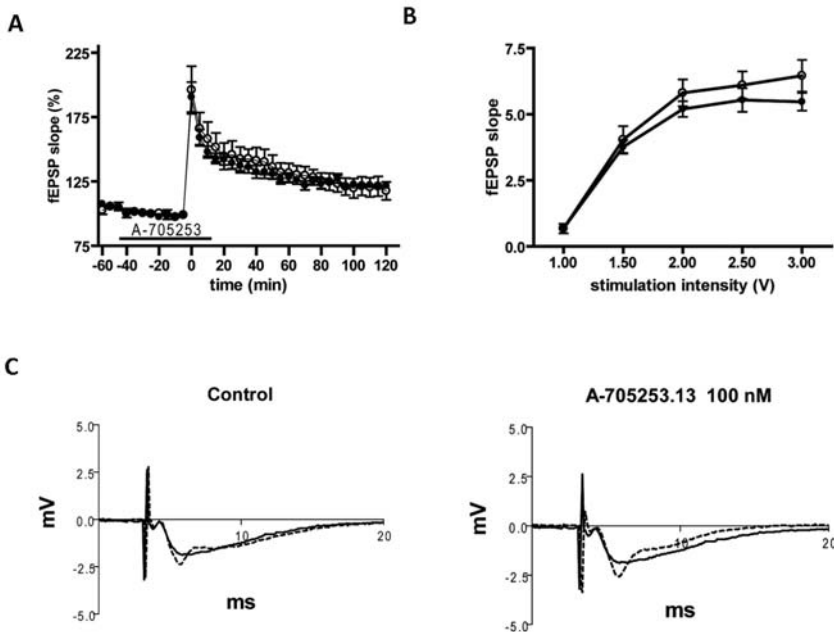 A
225
175
125
75
fEPSP slope (%)
A-705253
-60 -40 -20 0 20 40 60 80 100 120
time (min)
B
7.5
5.0
2.5
0.0
fEPSP slope
1.00 1.50 2.00 2.50 3.00
stimulation intensity (V)
C
Control
5.0
2.5
0.0
-2.5
-5.0
mV
10
20
ms
A-705253.13 100 nM
5.0
2.5
0.0
-2.5
-5.0
mV
10
20
ms